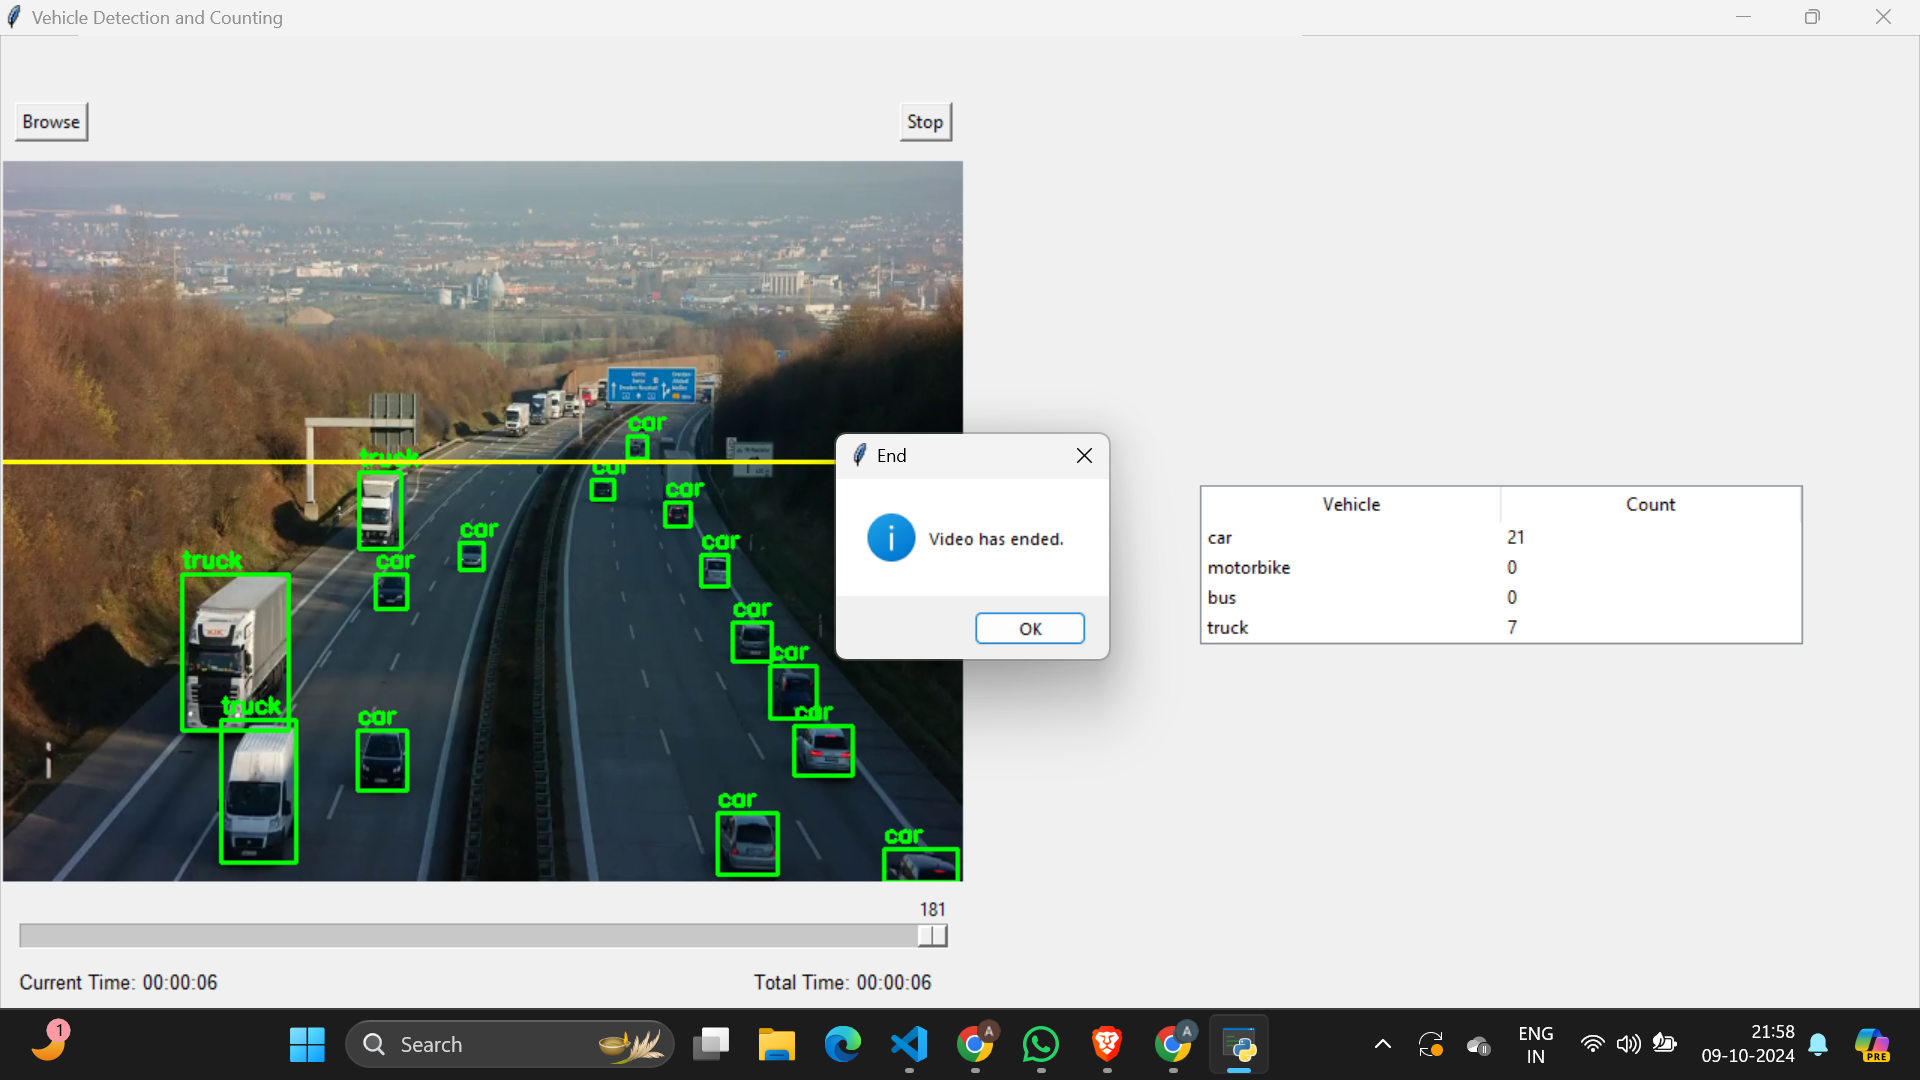 Vehicle Detection and Counting
Browse
Stop
car
truck
car
car
car
car
truck
car
car
car
truck
car
car
car
car
End
Video has ended.
OK
Vehicle Count
car 21
motorbike 0
bus 0
truck 7
181
Current Time: 00:00:06
Total Time: 00:00:06
1
Search
A
A
ENG
IN
21:58
09-10-2024
PRE